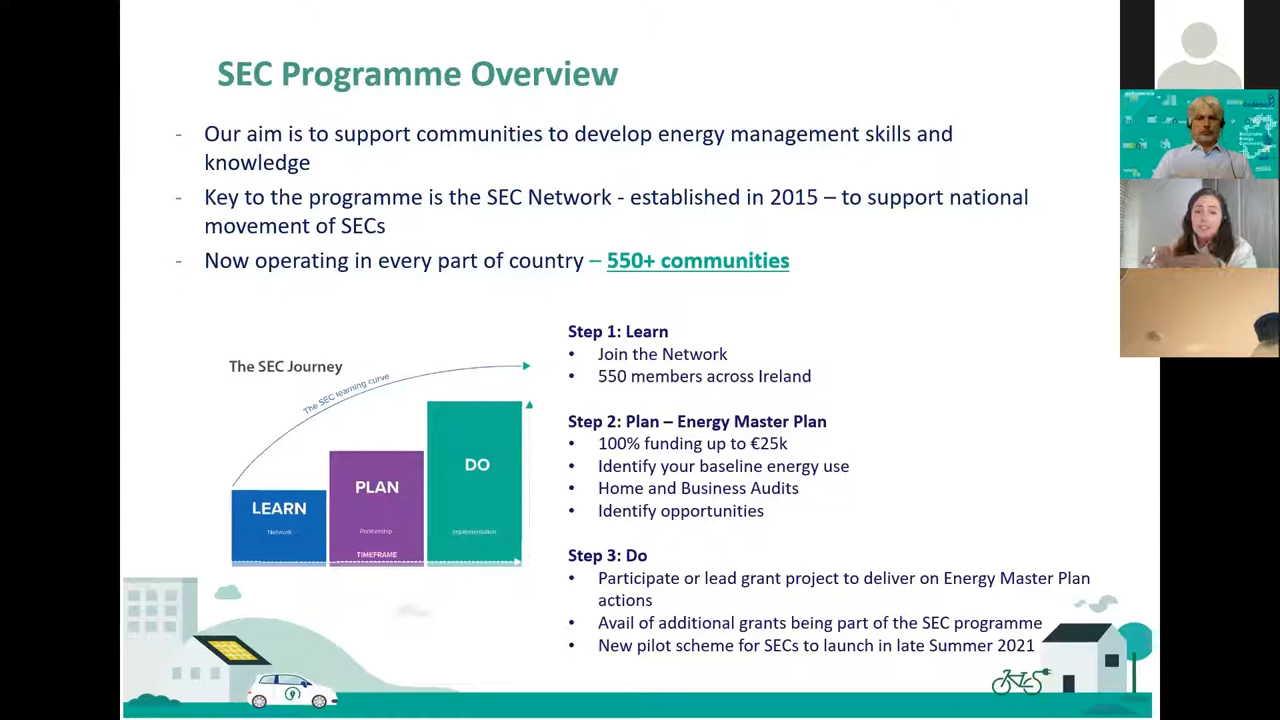 SEC Programme Overview
- Our aim is to support communities to develop energy management skills and
knowledge
- Key to the programme is the SEC Network - established in 2015 – to support national
movement of SECs
- Now operating in every part of country – 550+ communities
The SEC Journey
The SEC learning curve
LEARN
Network
PLAN
Partnership
TIMEFRAME
DO
Implementation
Step 1: Learn
• Join the Network
• 550 members across Ireland
Step 2: Plan – Energy Master Plan
• 100% funding up to €25k
• Identify your baseline energy use
• Home and Business Audits
• Identify opportunities
Step 3: Do
• Participate or lead grant project to deliver on Energy Master Plan
actions
• Avail of additional grants being part of the SEC programme
• New pilot scheme for SECs to launch in late Summer 2021